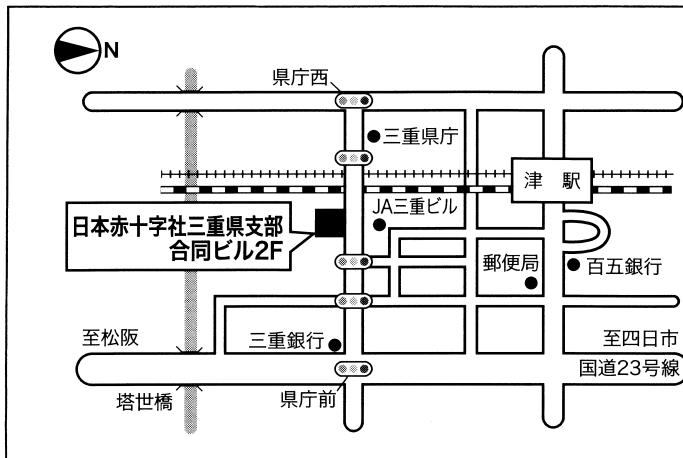 N
県庁西
三重県庁
津 駅
JA三重ビル
日本赤十字社三重県支部
合同ビル2F
郵便局
百五銀行
至松阪
三重銀行
至四日市
国道23号線
塔世橋
県庁前